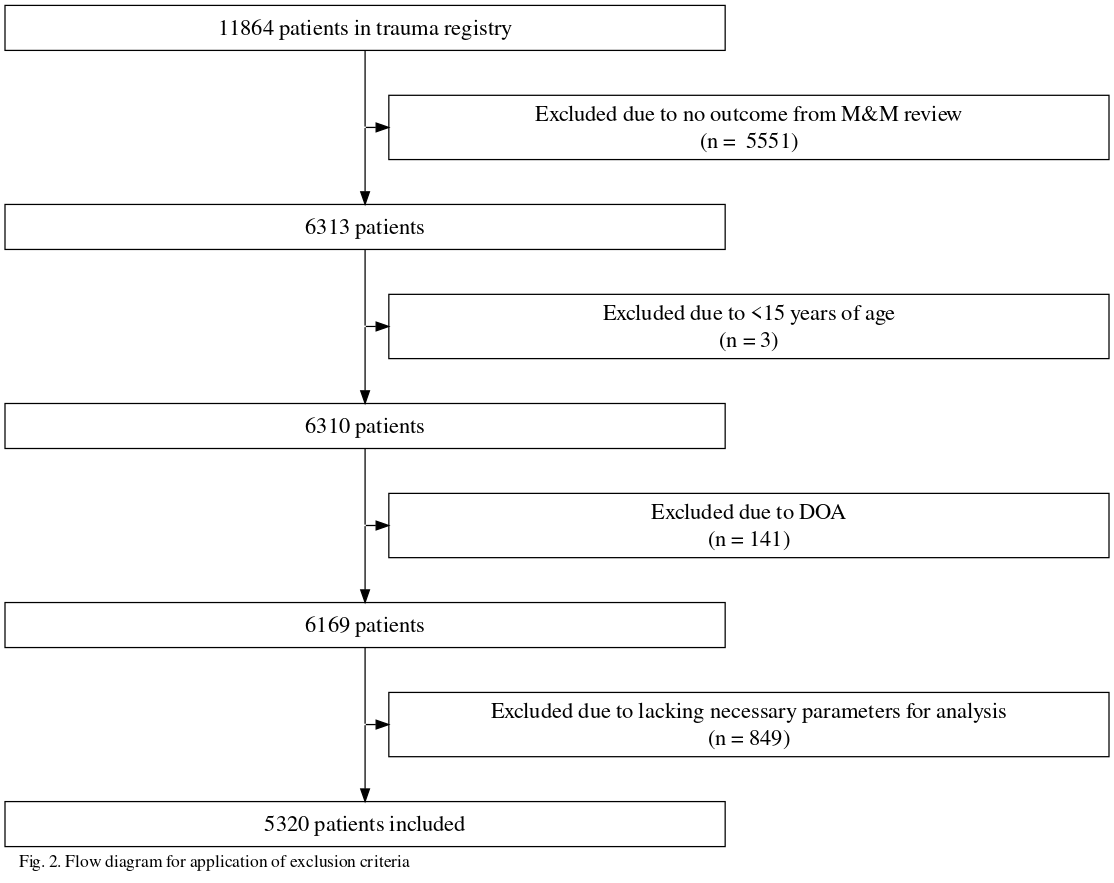 11864 patients in trauma registry
Excluded due to no outcome from M&M review
(n =  5551)
6313 patients
Excluded due to <15 years of age
(n = 3)
6310 patients
Excluded due to DOA
(n = 141)
6169 patients
Excluded due to lacking necessary parameters for analysis
(n = 849)
5320 patients included
Fig. 2. Flow diagram for application of exclusion criteria